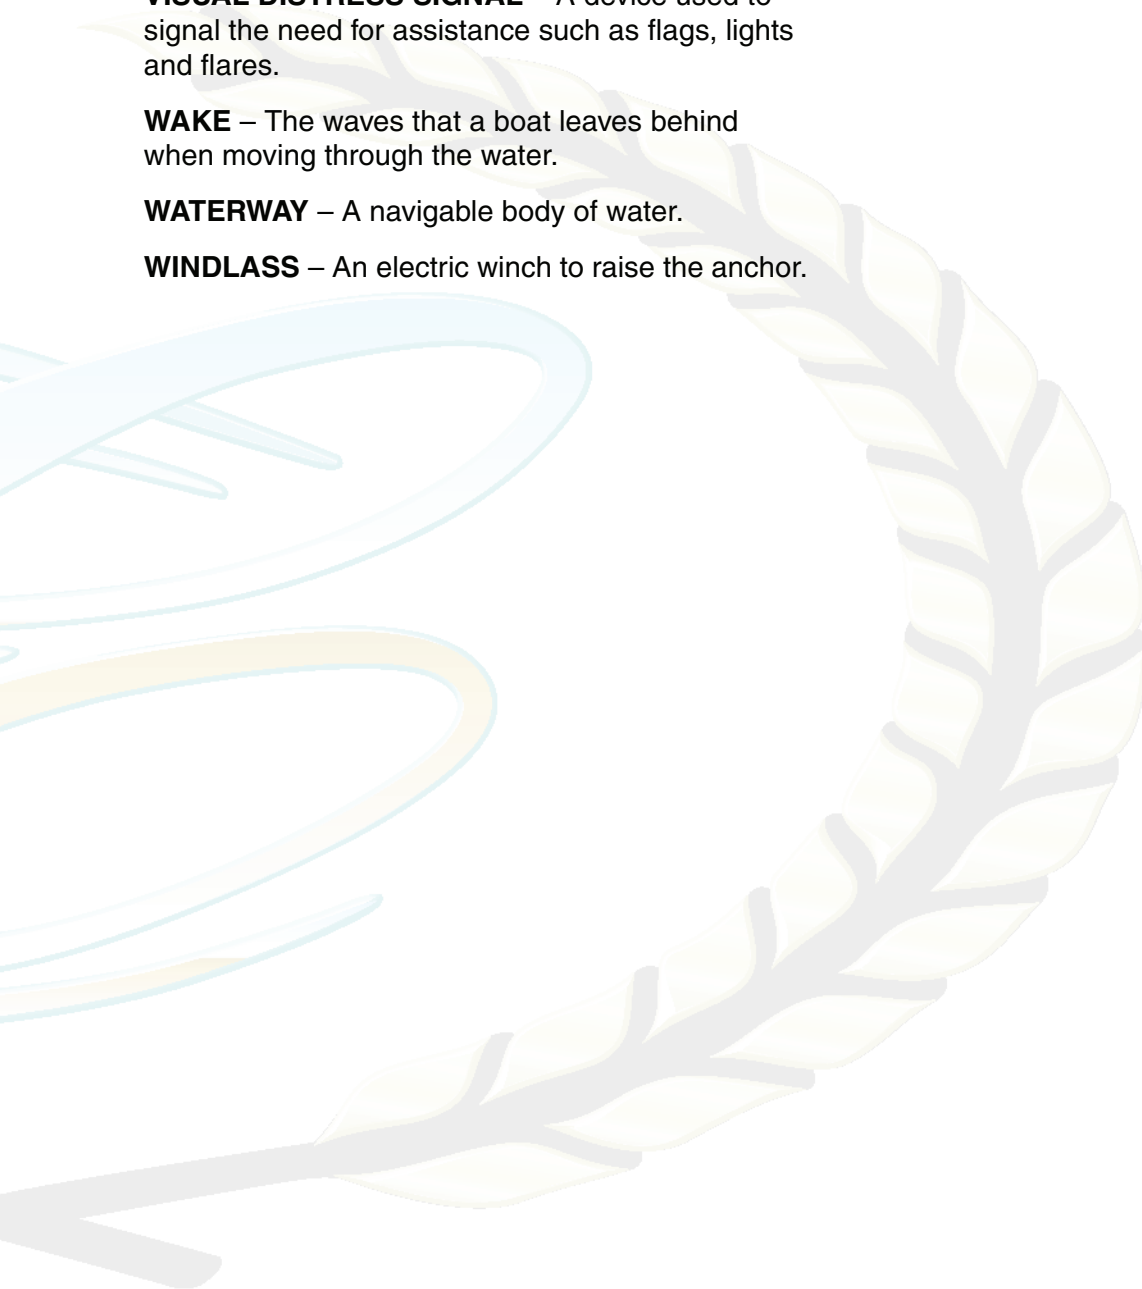 VISUAL DISTRESS SIGNAL – A device used to
signal the need for assistance such as flags, lights
and flares.
WAKE – The waves that a boat leaves behind
when moving through the water.
WATERWAY – A navigable body of water.
WINDLASS – An electric winch to raise the anchor.